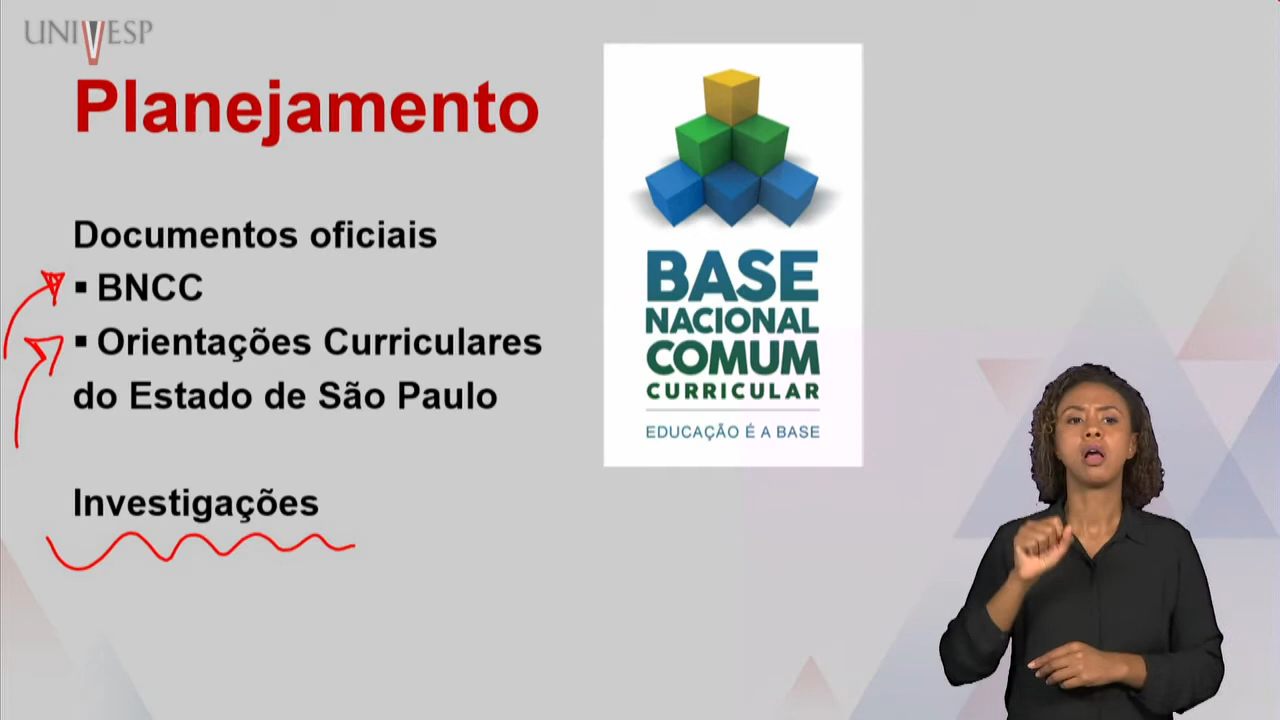 UNIVESP
Planejamento
Documentos oficiais
▪ BNCC
▪ Orientações Curriculares
do Estado de São Paulo
Investigações
BASE
NACIONAL
COMUM
CURRICULAR
EDUCAÇÃO É A BASE